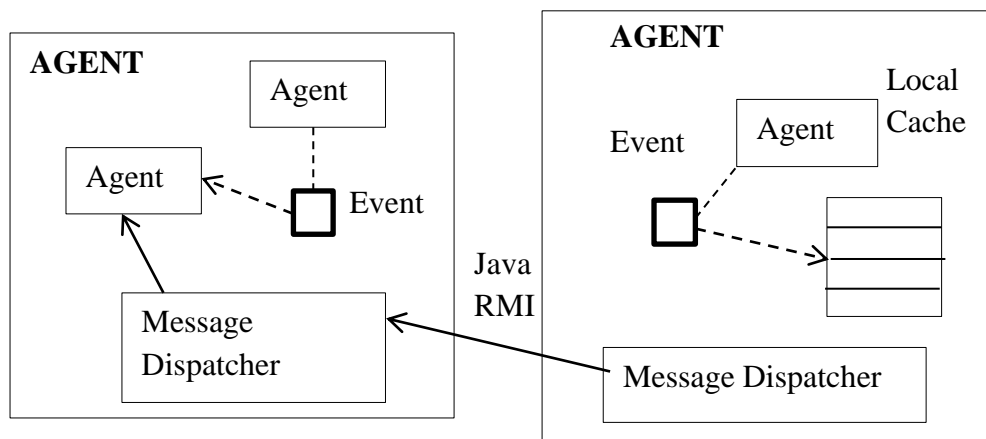 AGENT
Agent
Agent
Event
Message
Dispatcher
Java
RMI
AGENT
Local
Cache
Agent
Event
Message Dispatcher